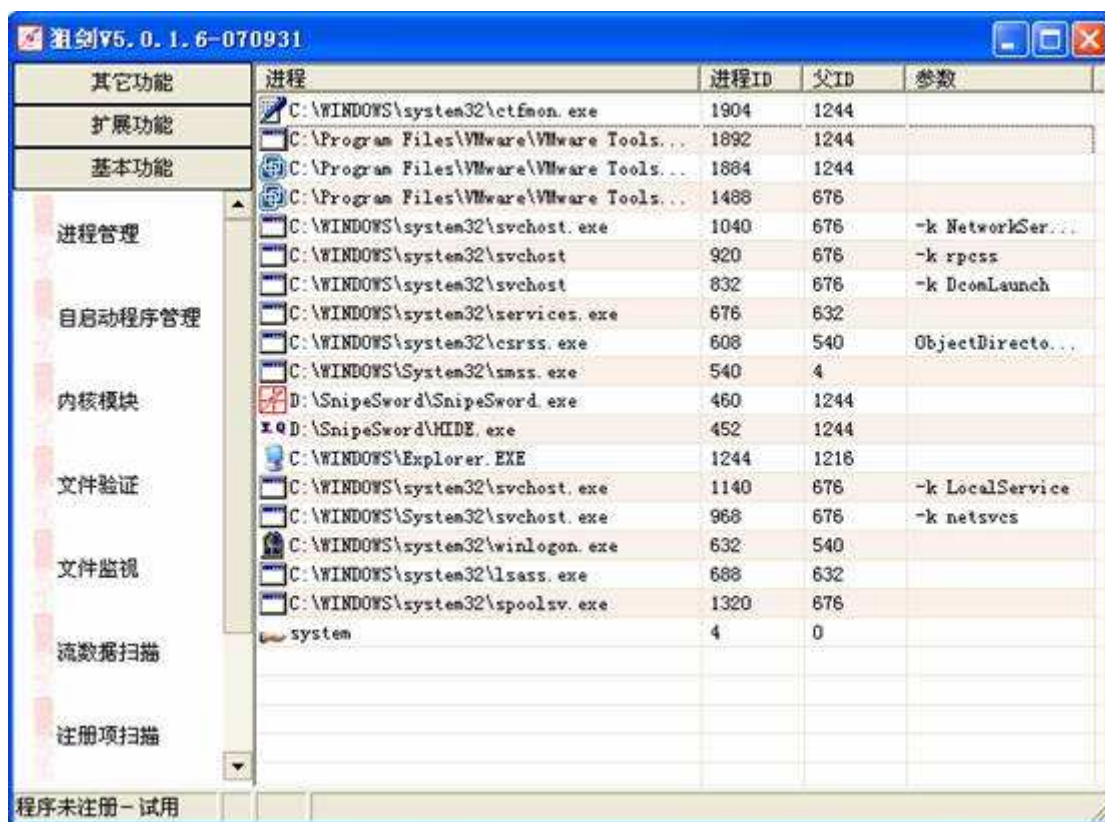 狙剑V5.0.1.6-070931
其它功能
扩展功能
基本功能
进程管理
自启动程序管理
内核模块
文件验证
文件监视
流数据扫描
注册项扫描
进程 进程ID 父ID 参数
C:\WINDOWS\system32\ctfmon.exe 1904 1244
C:\Program Files\VMware\VMware Tools... 1892 1244
C:\Program Files\VMware\VMware Tools... 1884 1244
C:\Program Files\VMware\VMware Tools... 1488 676
C:\WINDOWS\system32\svchost.exe 1040 676 -k NetworkSer...
C:\WINDOWS\system32\svchost 920 676 -k rpcss
C:\WINDOWS\system32\svchost 832 676 -k DcomLaunch
C:\WINDOWS\system32\services.exe 676 632
C:\WINDOWS\system32\csrss.exe 608 540 ObjectDirecto...
C:\WINDOWS\System32\smss.exe 540 4
D:\SnipeSword\SnipeSword.exe 460 1244
D:\SnipeSword\HIDE.exe 452 1244
C:\WINDOWS\Explorer.EXE 1244 1216
C:\WINDOWS\system32\svchost.exe 1140 676 -k LocalService
C:\WINDOWS\System32\svchost.exe 968 676 -k netsvcs
C:\WINDOWS\system32\winlogon.exe 632 540
C:\WINDOWS\system32\lsass.exe 688 632
C:\WINDOWS\system32\spoolsv.exe 1320 676
system 4 0
程序未注册-试用